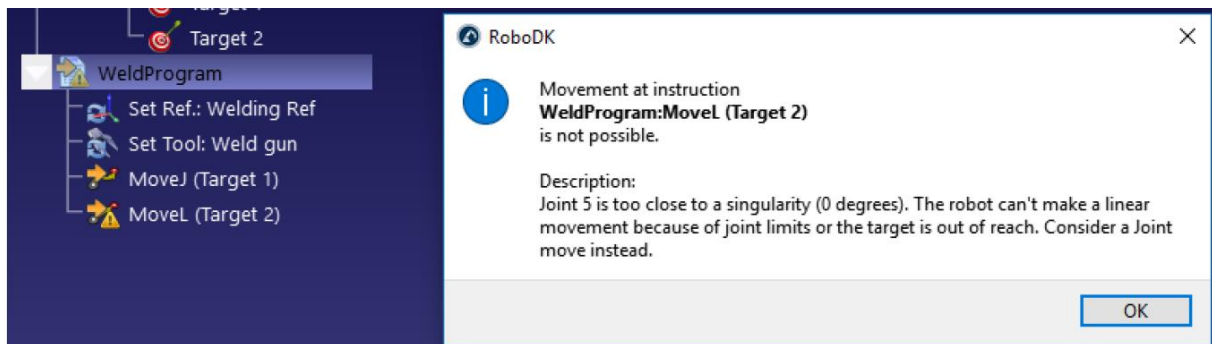 Target 2
WeldProgram
Set Ref.: Welding Ref
Set Tool: Weld gun
MoveJ (Target 1)
MoveL (Target 2)
RoboDK
Movement at instruction
WeldProgram:MoveL (Target 2)
is not possible.
Description:
Joint 5 is too close to a singularity (0 degrees). The robot can't make a linear
movement because of joint limits or the target is out of reach. Consider a Joint
move instead.
OK